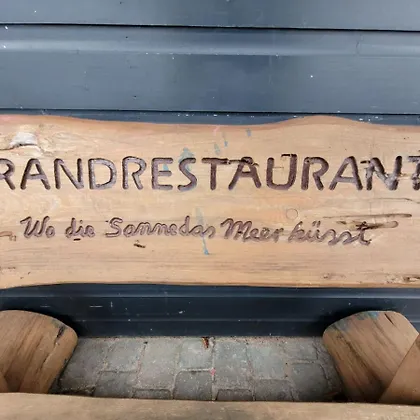 RANDRESTAURANT
Wo die Sonne das Meer küsst